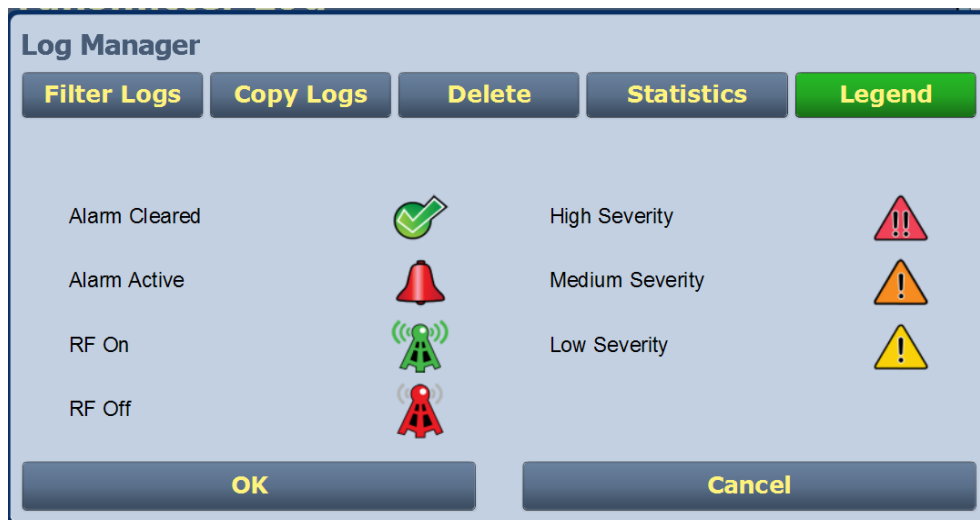 Log Manager
Filter Logs Copy Logs Delete Statistics Legend
Alarm Cleared High Severity
Alarm Active Medium Severity
RF On Low Severity
RF Off
OK Cancel